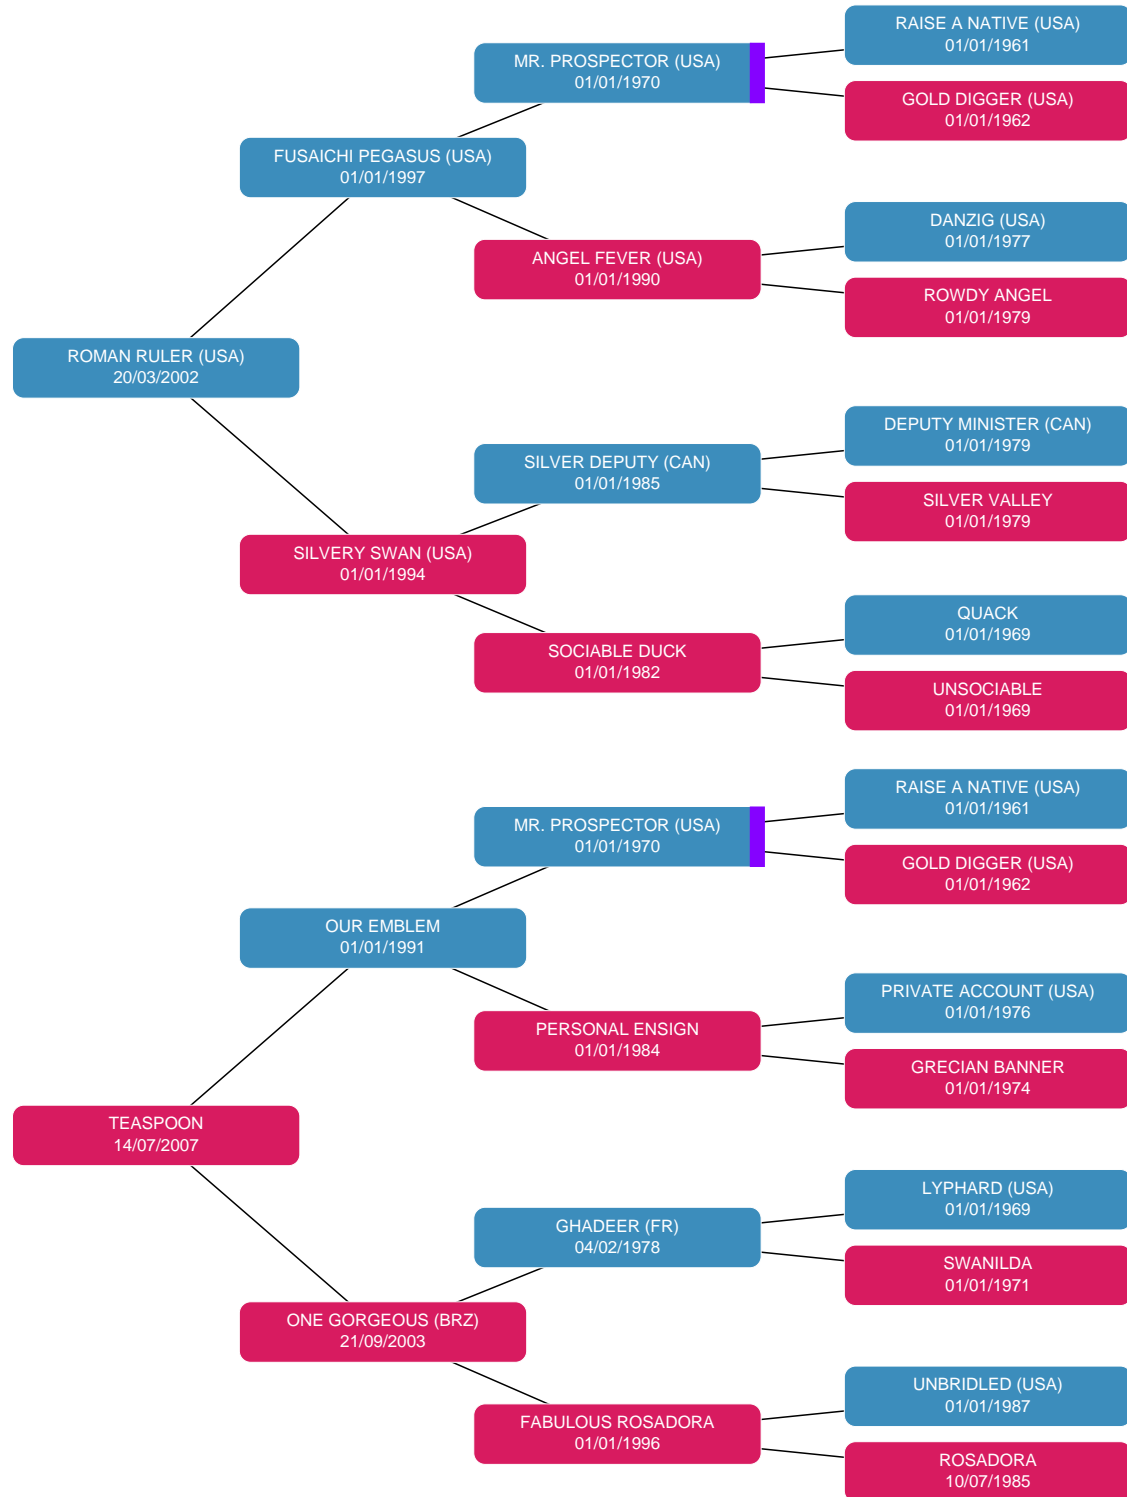 RAISE A NATIVE (USA)
01/01/1961
MR. PROSPECTOR (USA)
01/01/1970
GOLD DIGGER (USA)
01/01/1962
FUSAICHI PEGASUS (USA)
01/01/1997
DANZIG (USA)
01/01/1977
ANGEL FEVER (USA)
01/01/1990
ROWDY ANGEL
01/01/1979
ROMAN RULER (USA)
20/03/2002
DEPUTY MINISTER (CAN)
01/01/1979
SILVER DEPUTY (CAN)
01/01/1985
SILVER VALLEY
01/01/1979
SILVERY SWAN (USA)
01/01/1994
QUACK
01/01/1969
SOCIABLE DUCK
01/01/1982
UNSOCIABLE
01/01/1969
RAISE A NATIVE (USA)
01/01/1961
MR. PROSPECTOR (USA)
01/01/1970
GOLD DIGGER (USA)
01/01/1962
OUR EMBLEM
01/01/1991
PRIVATE ACCOUNT (USA)
01/01/1976
PERSONAL ENSIGN
01/01/1984
GRECIAN BANNER
01/01/1974
TEASPOON
14/07/2007
LYPHARD (USA)
01/01/1969
GHADEER (FR)
04/02/1978
SWANILDA
01/01/1971
ONE GORGEOUS (BRZ)
21/09/2003
UNBRIDLED (USA)
01/01/1987
FABULOUS ROSADORA
01/01/1996
ROSADORA
10/07/1985